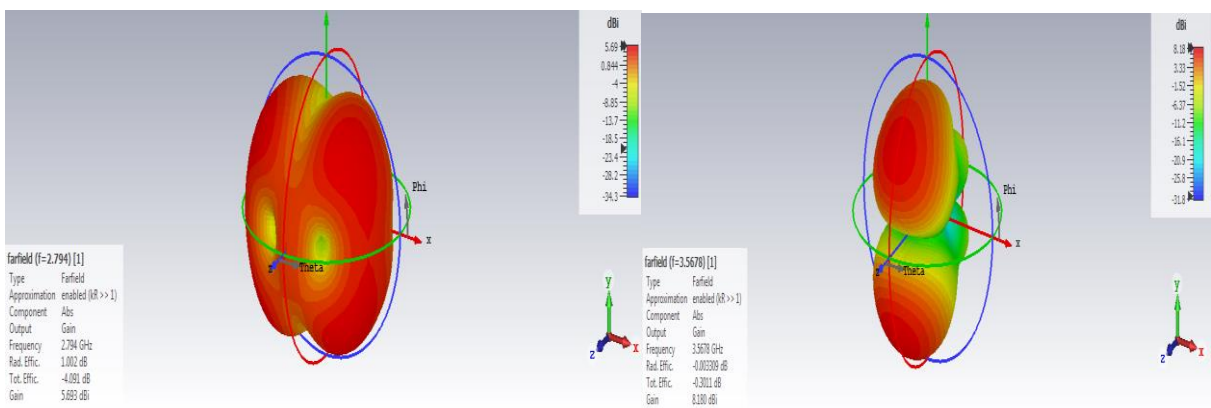 dBi
5.69
0.844
-4
-8.85
-13.7
-18.5
-23.4
-28.2
-34.3
Phi
x
z
Theta
farfield (f=2.794) [1]
Type Farfield
Approximation enabled (kR >> 1)
Component Abs
Output Gain
Frequency 2.794 GHz
Rad. Effic. 1.002 dB
Tot. Effic. -4.091 dB
Gain 5.693 dBi
y
z x
dBi
8.18
3.33
-1.52
-6.37
-11.2
-16.1
-20.9
-25.8
-31.8
Phi
x
z
Theta
farfield (f=3.5678) [1]
Type Farfield
Approximation enabled (kR >> 1)
Component Abs
Output Gain
Frequency 3.5678 GHz
Rad. Effic. -0.003309 dB
Tot. Effic. -0.3011 dB
Gain 8.180 dBi
y
z x